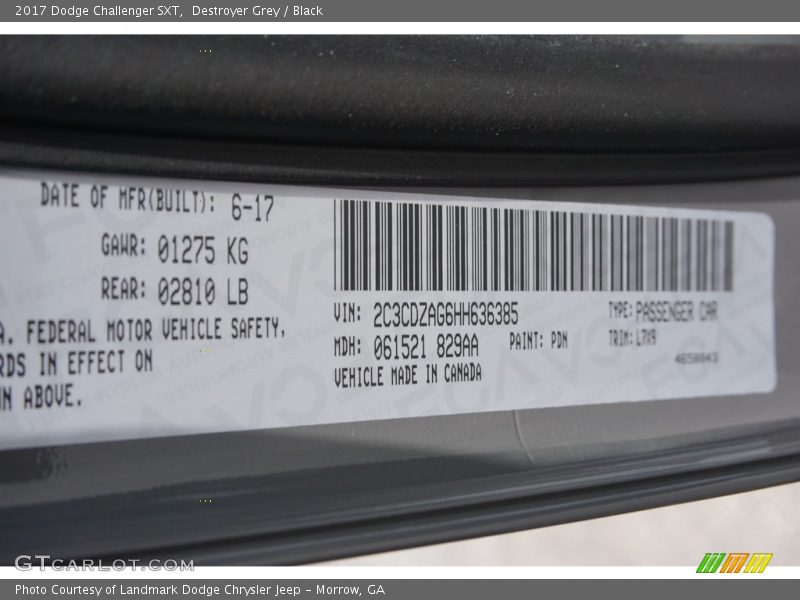 2017 Dodge Challenger SXT,  Destroyer Grey / Black
DATE OF MFR(BUILT): 6-17
GAWR: 01275 KG
REAR: 02810 LB
A. FEDERAL MOTOR VEHICLE SAFETY,
RDS IN EFFECT ON
N ABOVE.
VIN: 2C3CDZAG6HH636385 TYPE: PASSENGER CAR
MDH: 061521 829AA PAINT: PDN TRIM: L7X9
VEHICLE MADE IN CANADA 4650043
GTCARLOT.COM
Photo Courtesy of Landmark Dodge Chrysler Jeep – Morrow, GA